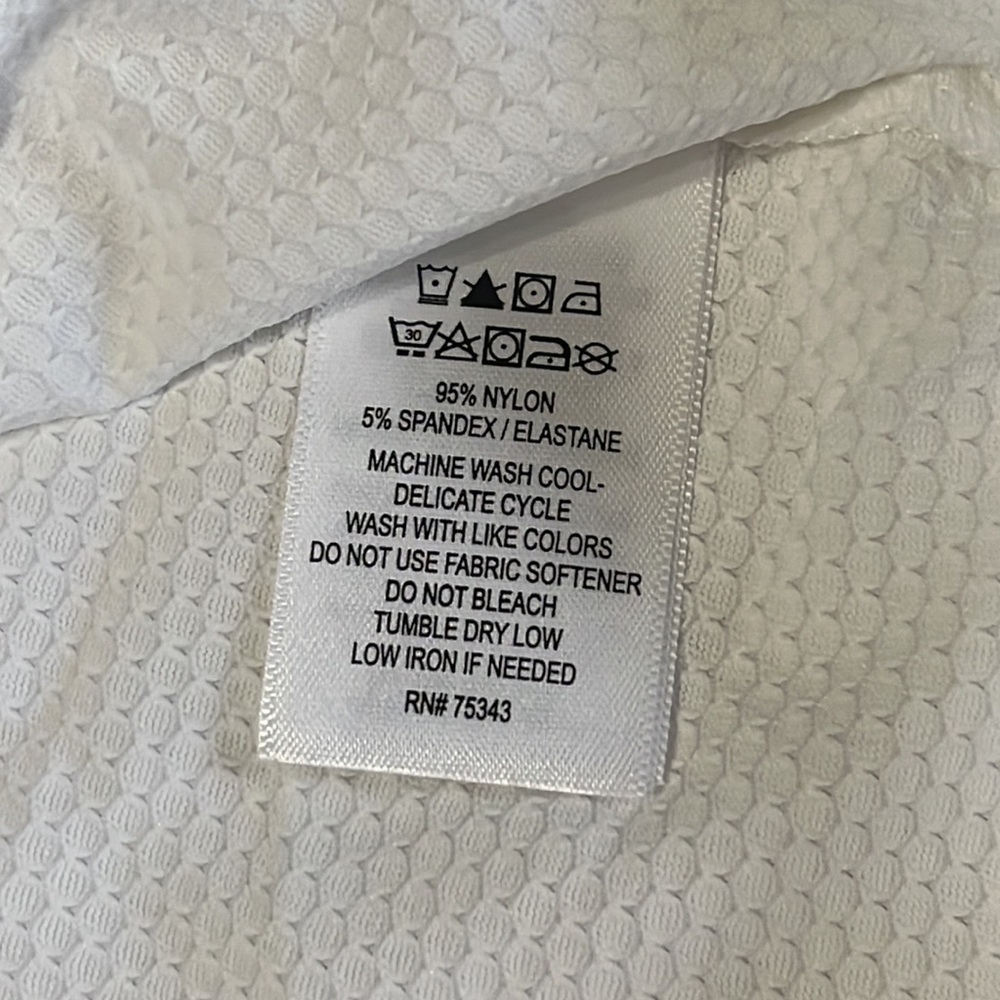 30
95% NYLON
5% SPANDEX / ELASTANE
MACHINE WASH COOL-
DELICATE CYCLE
WASH WITH LIKE COLORS
DO NOT USE FABRIC SOFTENER
DO NOT BLEACH
TUMBLE DRY LOW
LOW IRON IF NEEDED
RN# 75343